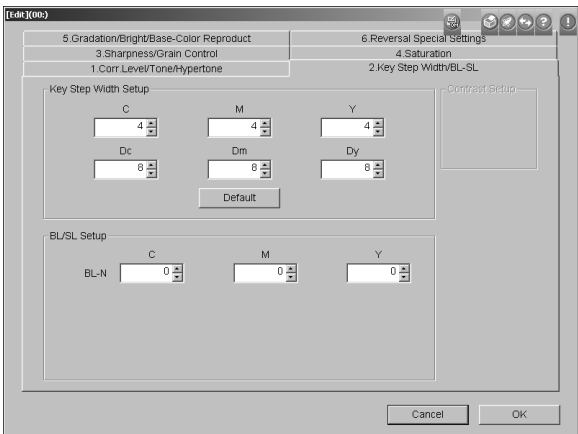 [Edit](00:)
5.Gradation/Bright/Base-Color Reproduct
6.Reversal Special Settings
3.Sharpness/Grain Control
4.Saturation
1.Corr.Level/Tone/Hypertone
2.Key Step Width/BL-SL
Key Step Width Setup
Contrast Setup
C M Y
4 4 4
Dc Dm Dy
8 8 8
Default
BL/SL Setup
C M Y
BL-N 0 0 0
Cancel OK